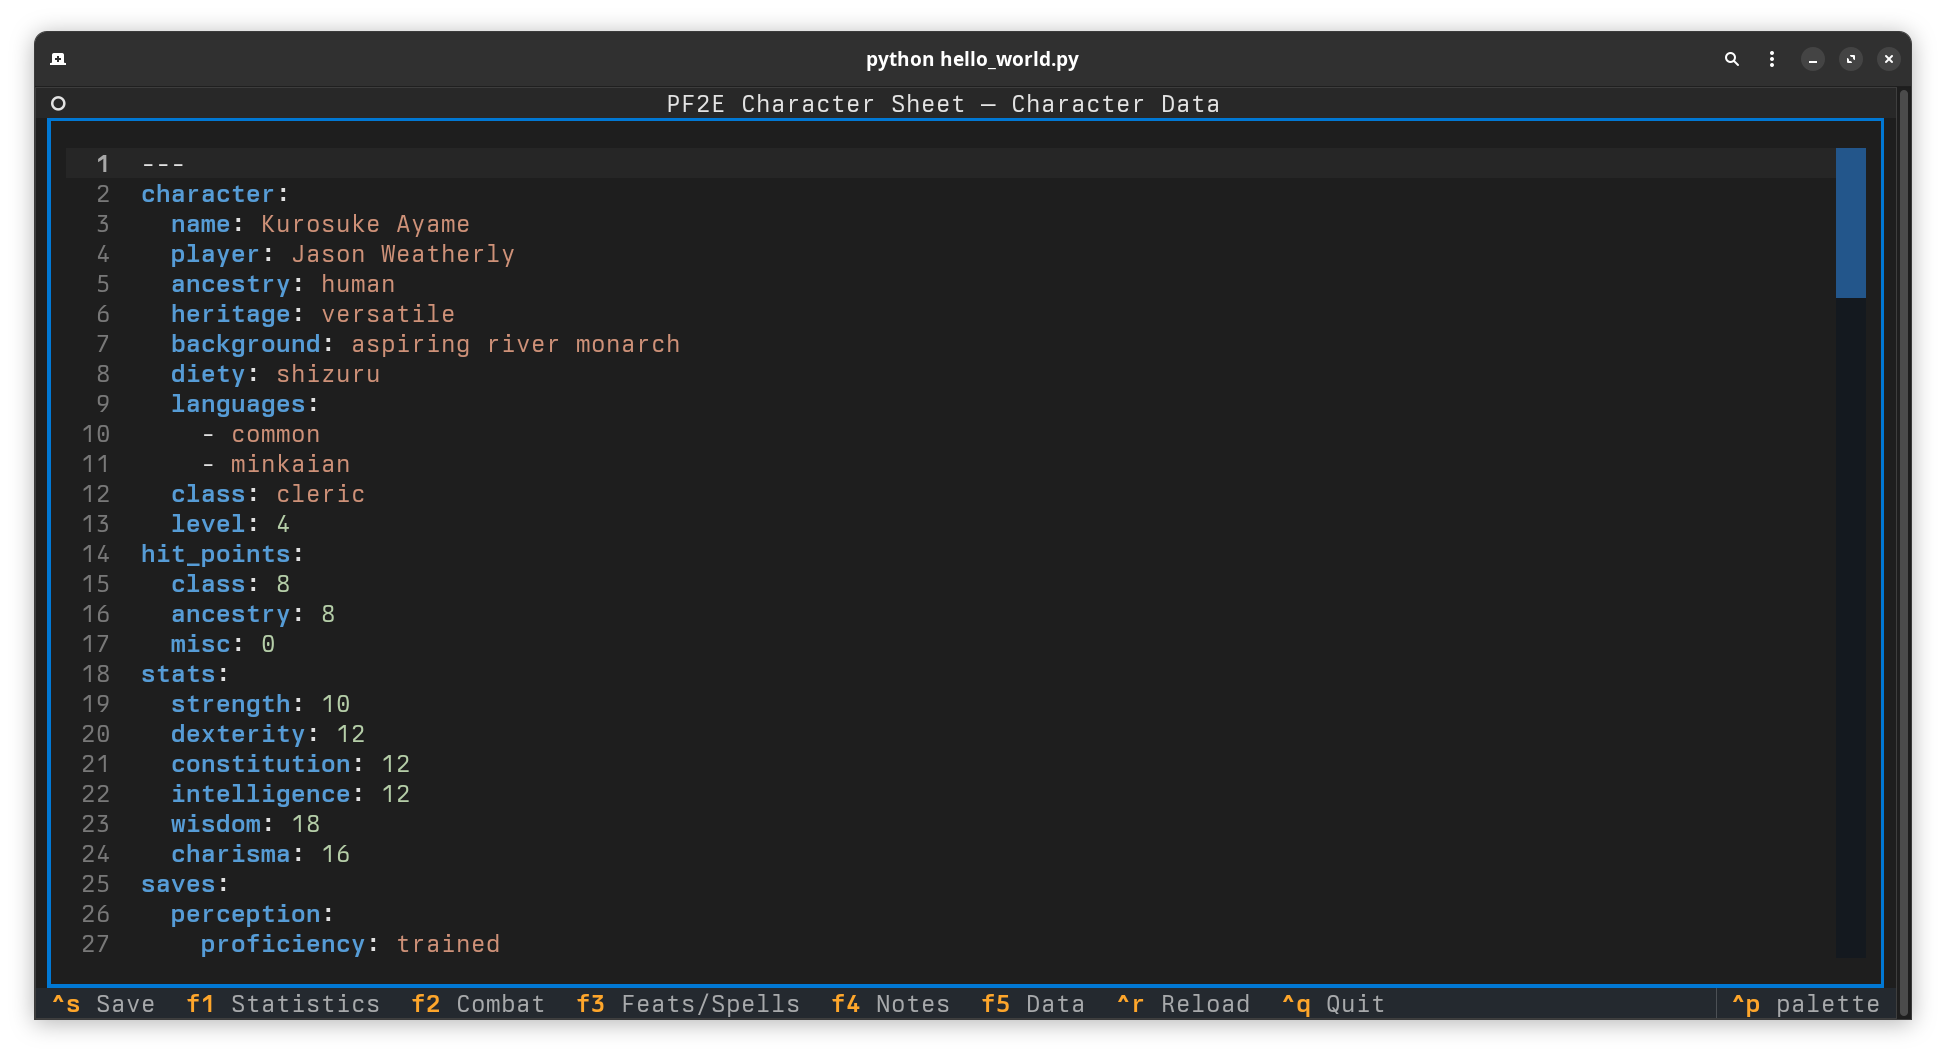 python hello_world.py
PF2E Character Sheet — Character Data
1 ---
2 character:
3   name: Kurosuke Ayame
4   player: Jason Weatherly
5   ancestry: human
6   heritage: versatile
7   background: aspiring river monarch
8   diety: shizuru
9   languages:
10     - common
11     - minkaian
12   class: cleric
13   level: 4
14 hit_points:
15   class: 8
16   ancestry: 8
17   misc: 0
18 stats:
19   strength: 10
20   dexterity: 12
21   constitution: 12
22   intelligence: 12
23   wisdom: 18
24   charisma: 16
25 saves:
26   perception:
27     proficiency: trained
^s Save  f1 Statistics  f2 Combat  f3 Feats/Spells  f4 Notes  f5 Data  ^r Reload  ^q Quit  ^p palette